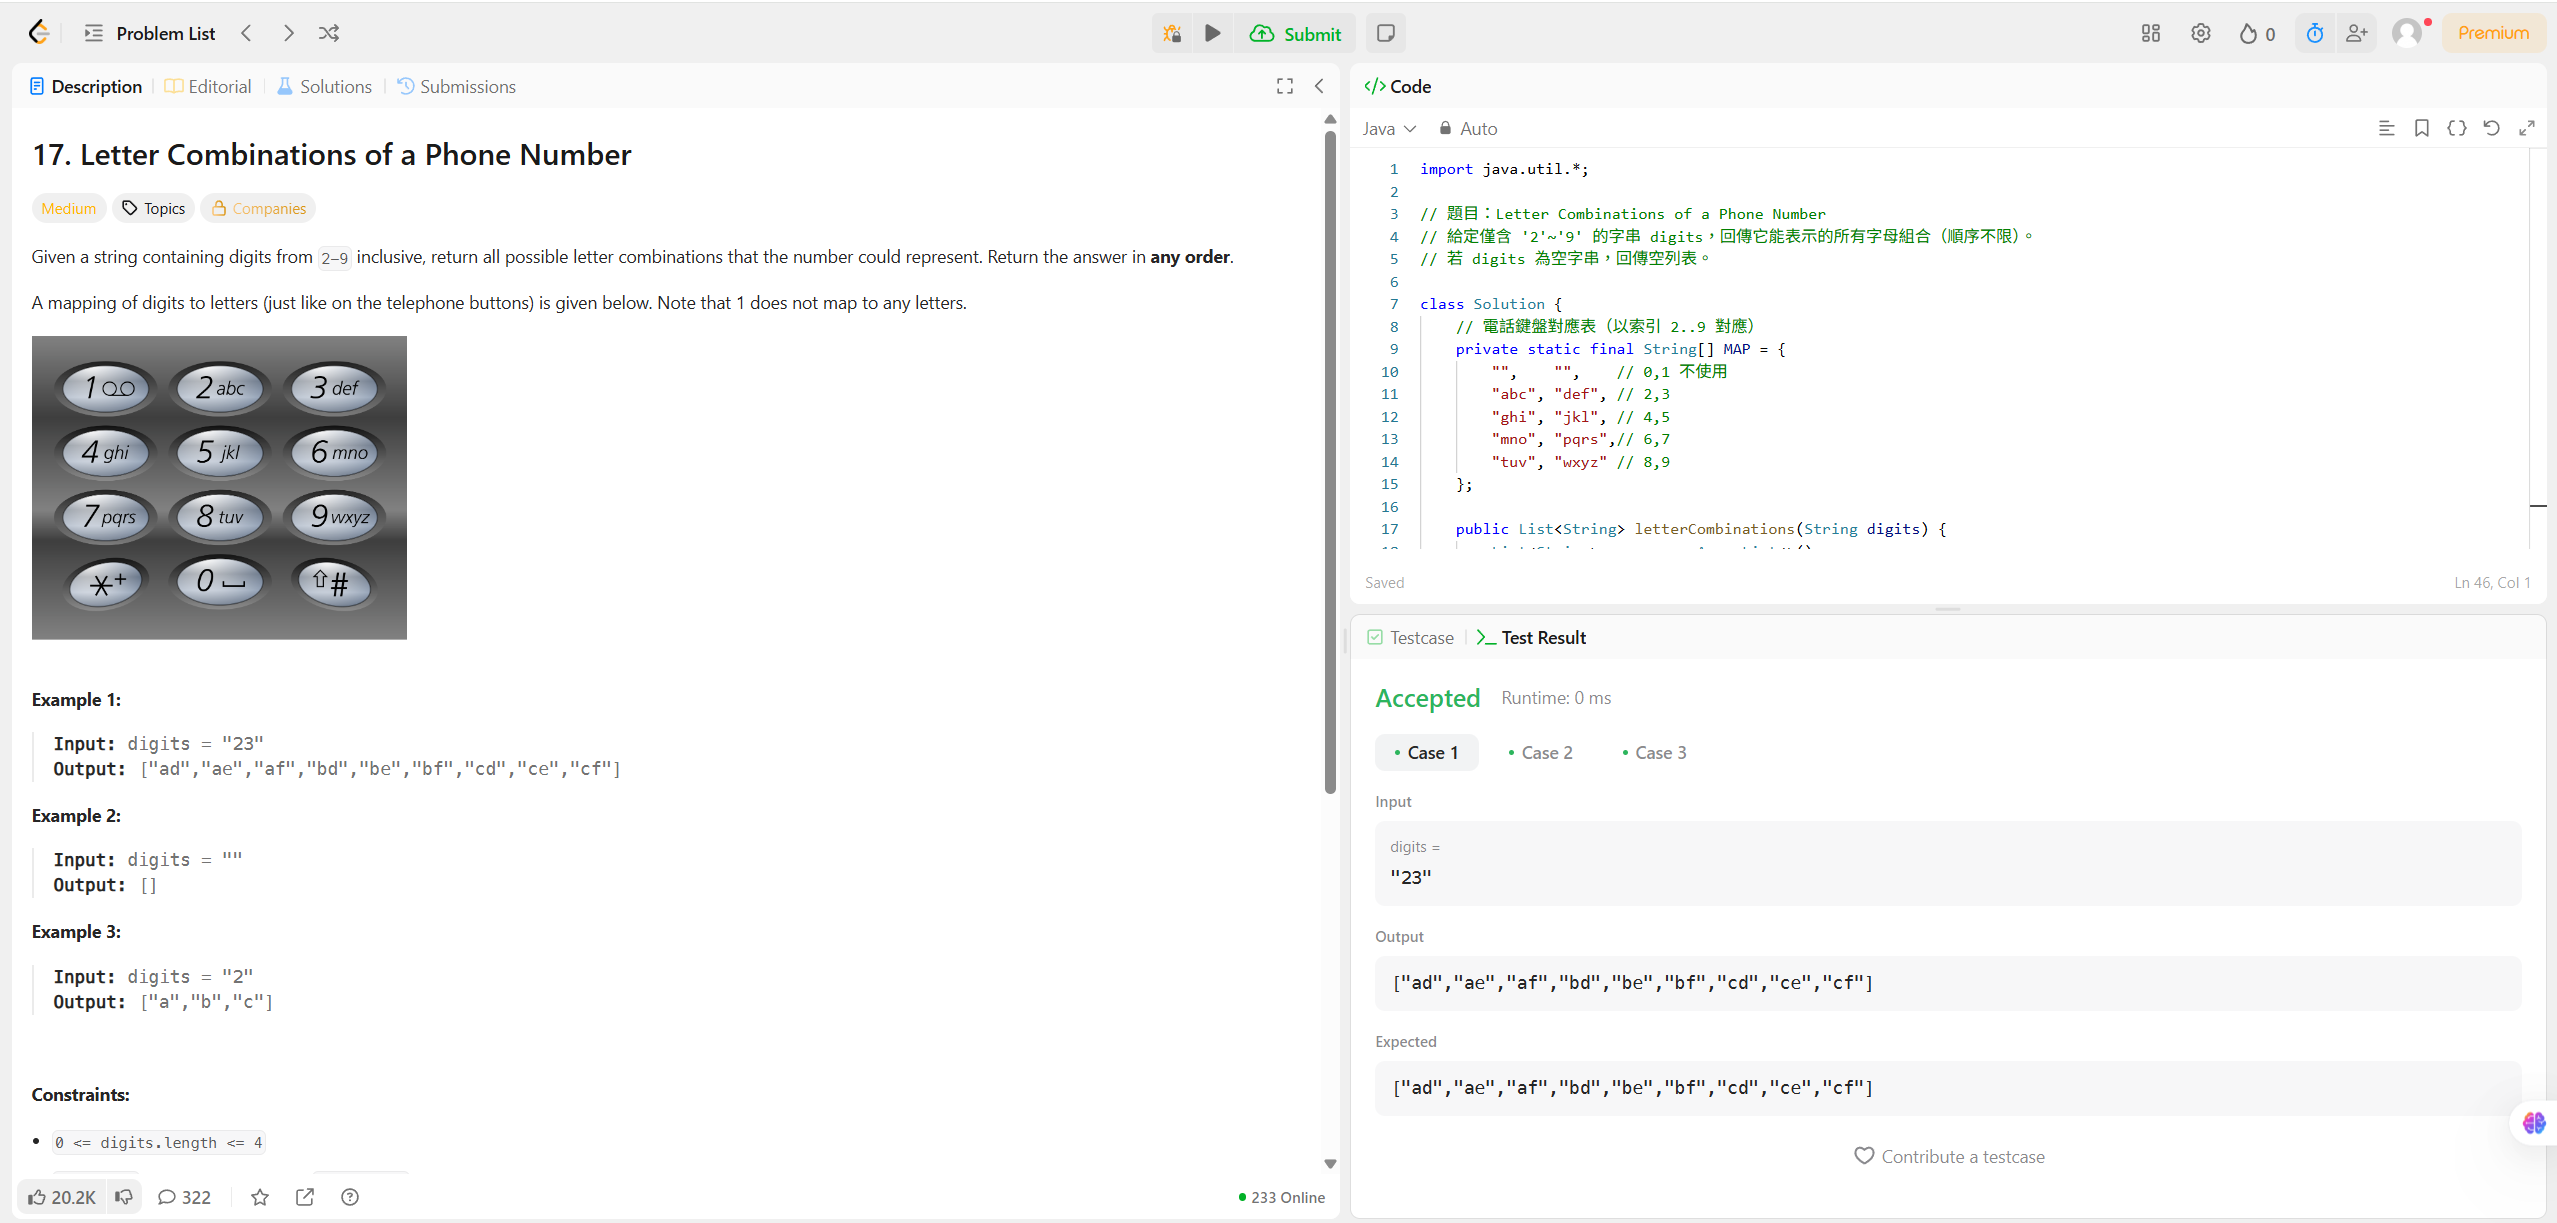 Problem List
Submit
0
Premium
Description
Editorial
Solutions
Submissions
17. Letter Combinations of a Phone Number
Medium
Topics
Companies
Given a string containing digits from 2-9 inclusive, return all possible letter combinations that the number could represent. Return the answer in any order.
A mapping of digits to letters (just like on the telephone buttons) is given below. Note that 1 does not map to any letters.
1 2 abc 3 def
4 ghi 5 jkl 6 mno
7 pqrs 8 tuv 9 wxyz
*+ 0 #
Example 1:
Input: digits = "23"
Output: ["ad","ae","af","bd","be","bf","cd","ce","cf"]
Example 2:
Input: digits = ""
Output: []
Example 3:
Input: digits = "2"
Output: ["a","b","c"]
Constraints:
• 0 <= digits.length <= 4
20.2K
322
233 Online
</> Code
Java
Auto
1 import java.util.*;
2
3 // 題目：Letter Combinations of a Phone Number
4 // 給定僅含 '2'~'9' 的字串 digits，回傳它能表示的所有字母組合（順序不限）。
5 // 若 digits 為空字串，回傳空列表。
6
7 class Solution {
8 // 電話鍵盤對應表（以索引 2..9 對應）
9 private static final String[] MAP = {
10 "", "", // 0,1 不使用
11 "abc", "def", // 2,3
12 "ghi", "jkl", // 4,5
13 "mno", "pqrs",// 6,7
14 "tuv", "wxyz" // 8,9
15 };
16
17 public List<String> letterCombinations(String digits) {
Saved
Ln 46, Col 1
Testcase
Test Result
Accepted
Runtime: 0 ms
Case 1
Case 2
Case 3
Input
digits =
"23"
Output
["ad","ae","af","bd","be","bf","cd","ce","cf"]
Expected
["ad","ae","af","bd","be","bf","cd","ce","cf"]
Contribute a testcase